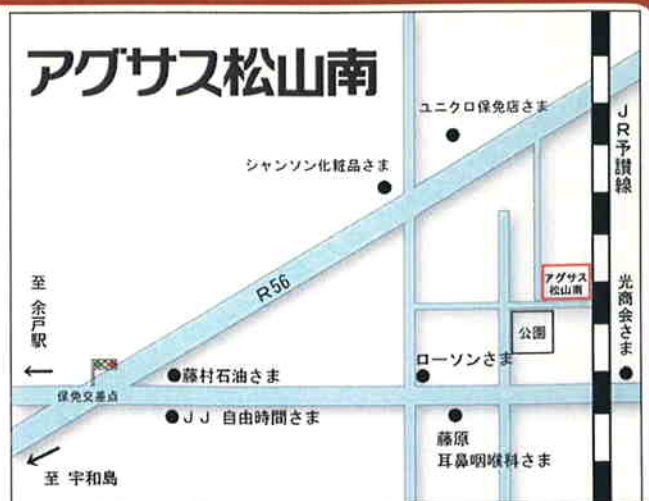 アグサス松山南
ユニクロ保免店さま
シャンソン化粧品さま
JR予讃線
R56
アグサス
松山南
至 余戸駅
光商会さま
公園
ローソンさま
藤村石油さま
保免交差点
JJ 自由時間さま
藤原
耳鼻咽喉科さま
至 宇和島